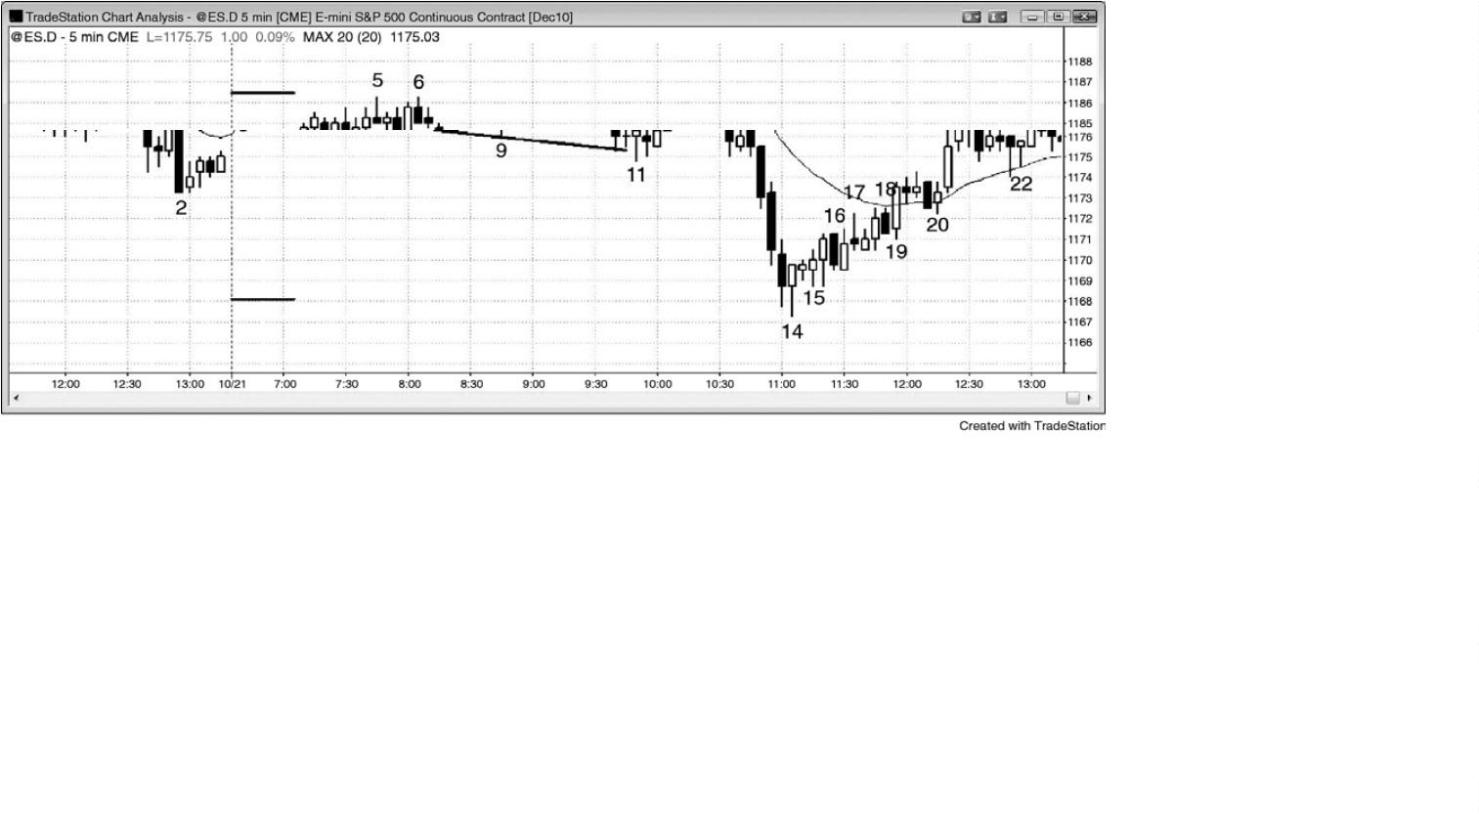 TradeStation Chart Analysis - @ES.D 5 min [CME] E-mini S&P 500 Continuous Contract [Dec10]
@ES.D - 5 min CME L=1175.75 1.00 0.09% MAX 20 (20) 1175.03
1188
5 6 1187
1186
1185
1176
9 1175
11 1174
22
17 18 1173
2 16 1172
20
1171
19
1170
1169
15 1168
1167
14
1166
12:00 12:30 13:00 10/21 7:00 7:30 8:00 8:30 9:00 9:30 10:00 10:30 11:00 11:30 12:00 12:30 13:00
Created with TradeStation